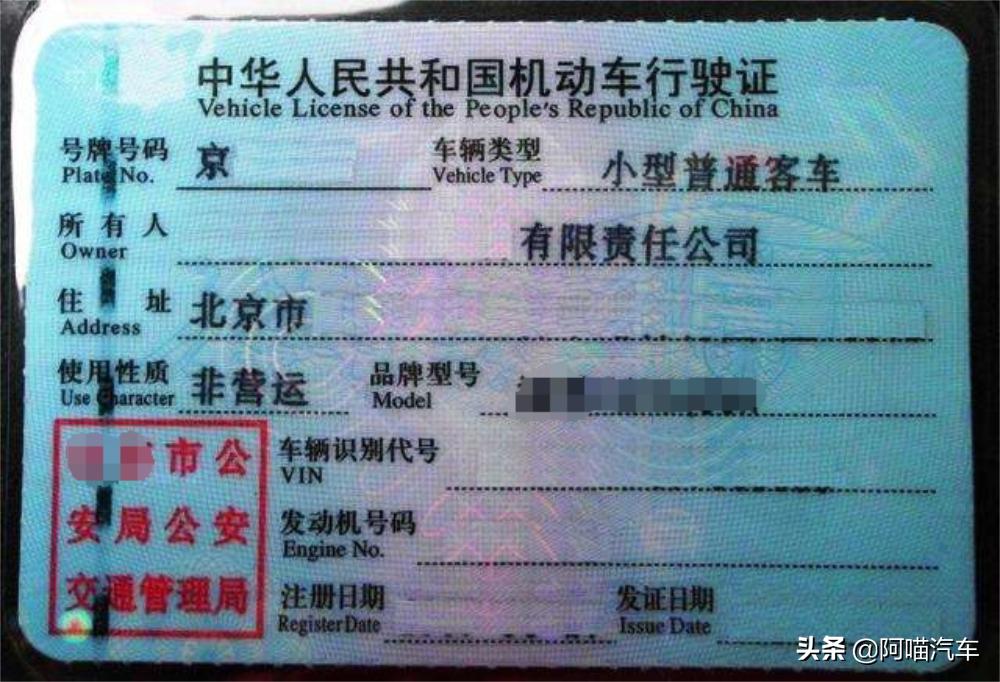 中华人民共和国机动车行驶证
Vehicle License of the People's Republic of China
号牌号码 京 车辆类型 小型普通客车
Plate No. Vehicle Type
所有人 有限责任公司
Owner
住址 北京市
Address
使用性质 非营运 品牌型号
Use Character Model
市公 车辆识别代号
VIN
安局公安 发动机号码
Engine No.
交通管理局 注册日期 发证日期
Register Date Issue Date
头条 @阿喵汽车